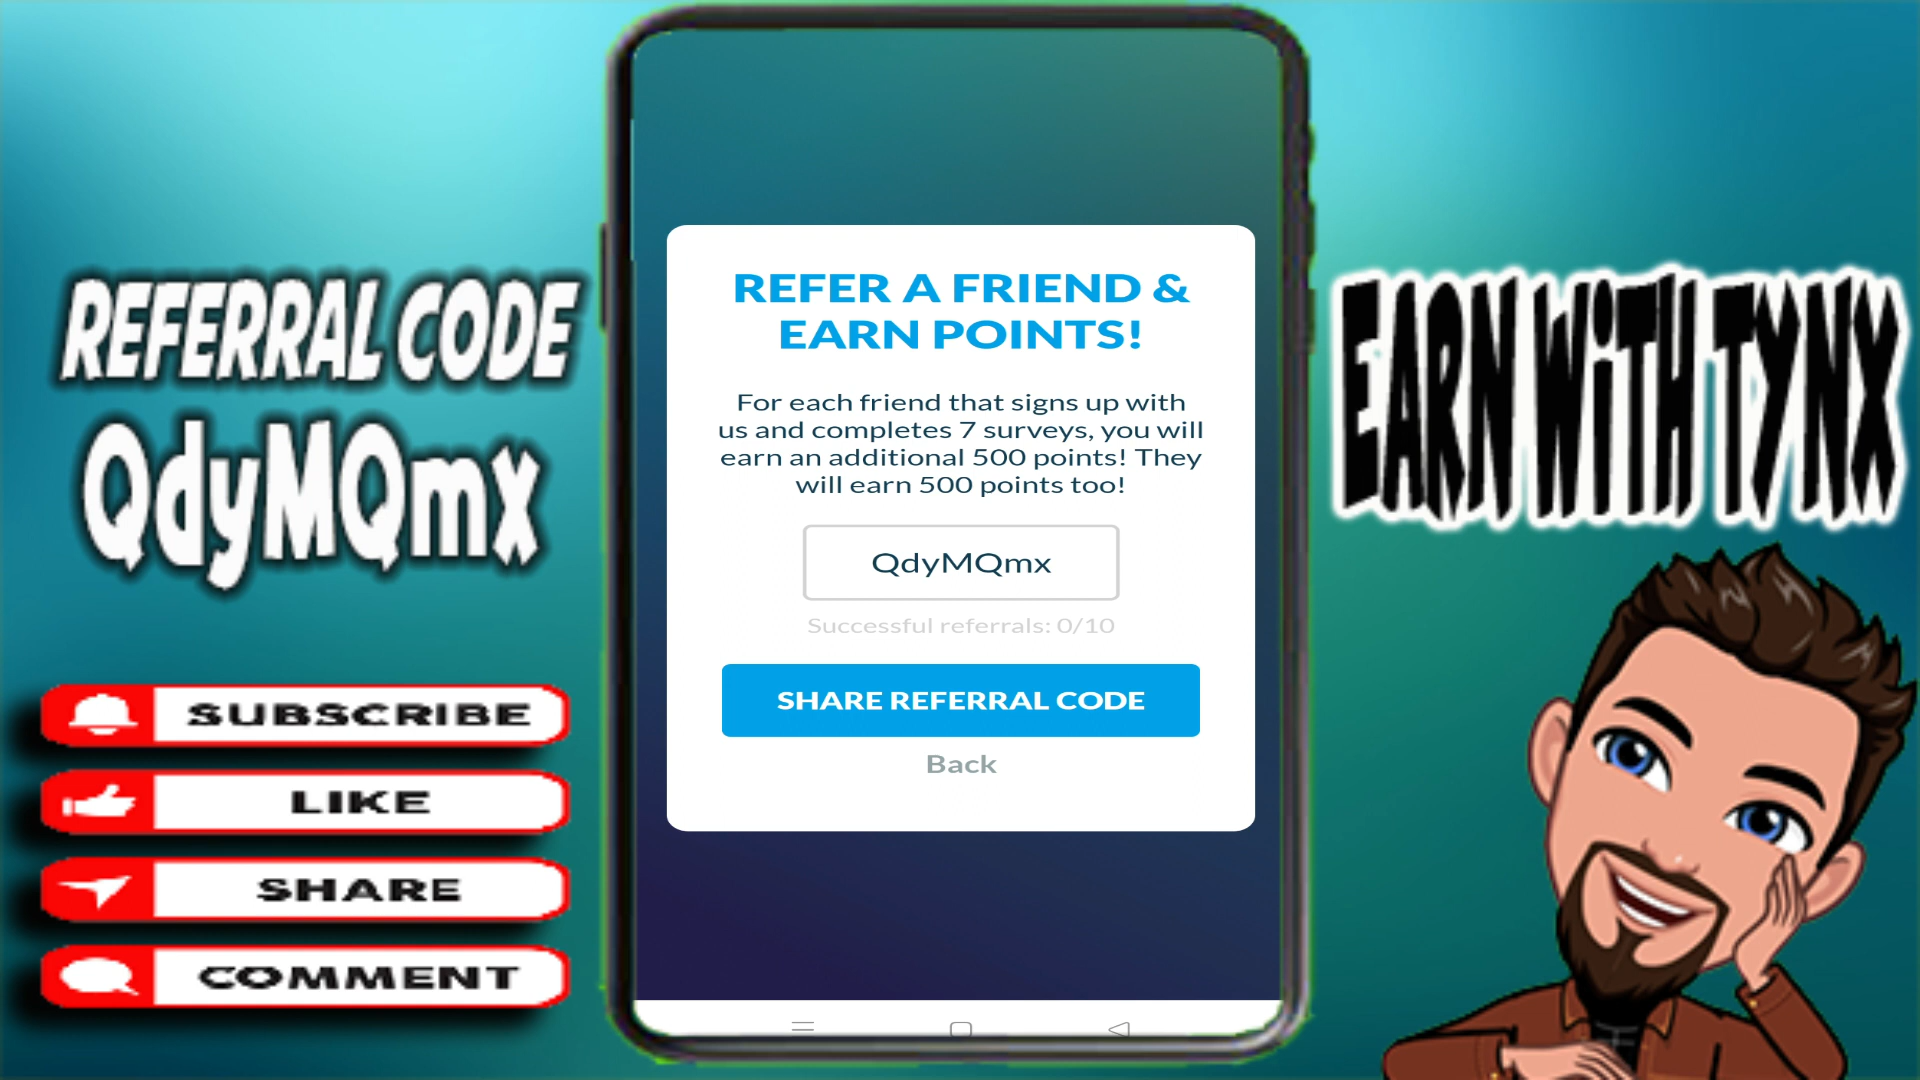 REFERRAL CODE
QdyMQmx
SUBSCRIBE
LIKE
SHARE
COMMENT
REFER A FRIEND &
EARN POINTS!
For each friend that signs up with
us and completes 7 surveys, you will
earn an additional 500 points! They
will earn 500 points too!
QdyMQmx
Successful referrals: 0/10
SHARE REFERRAL CODE
Back
EARN WiTH TYNX